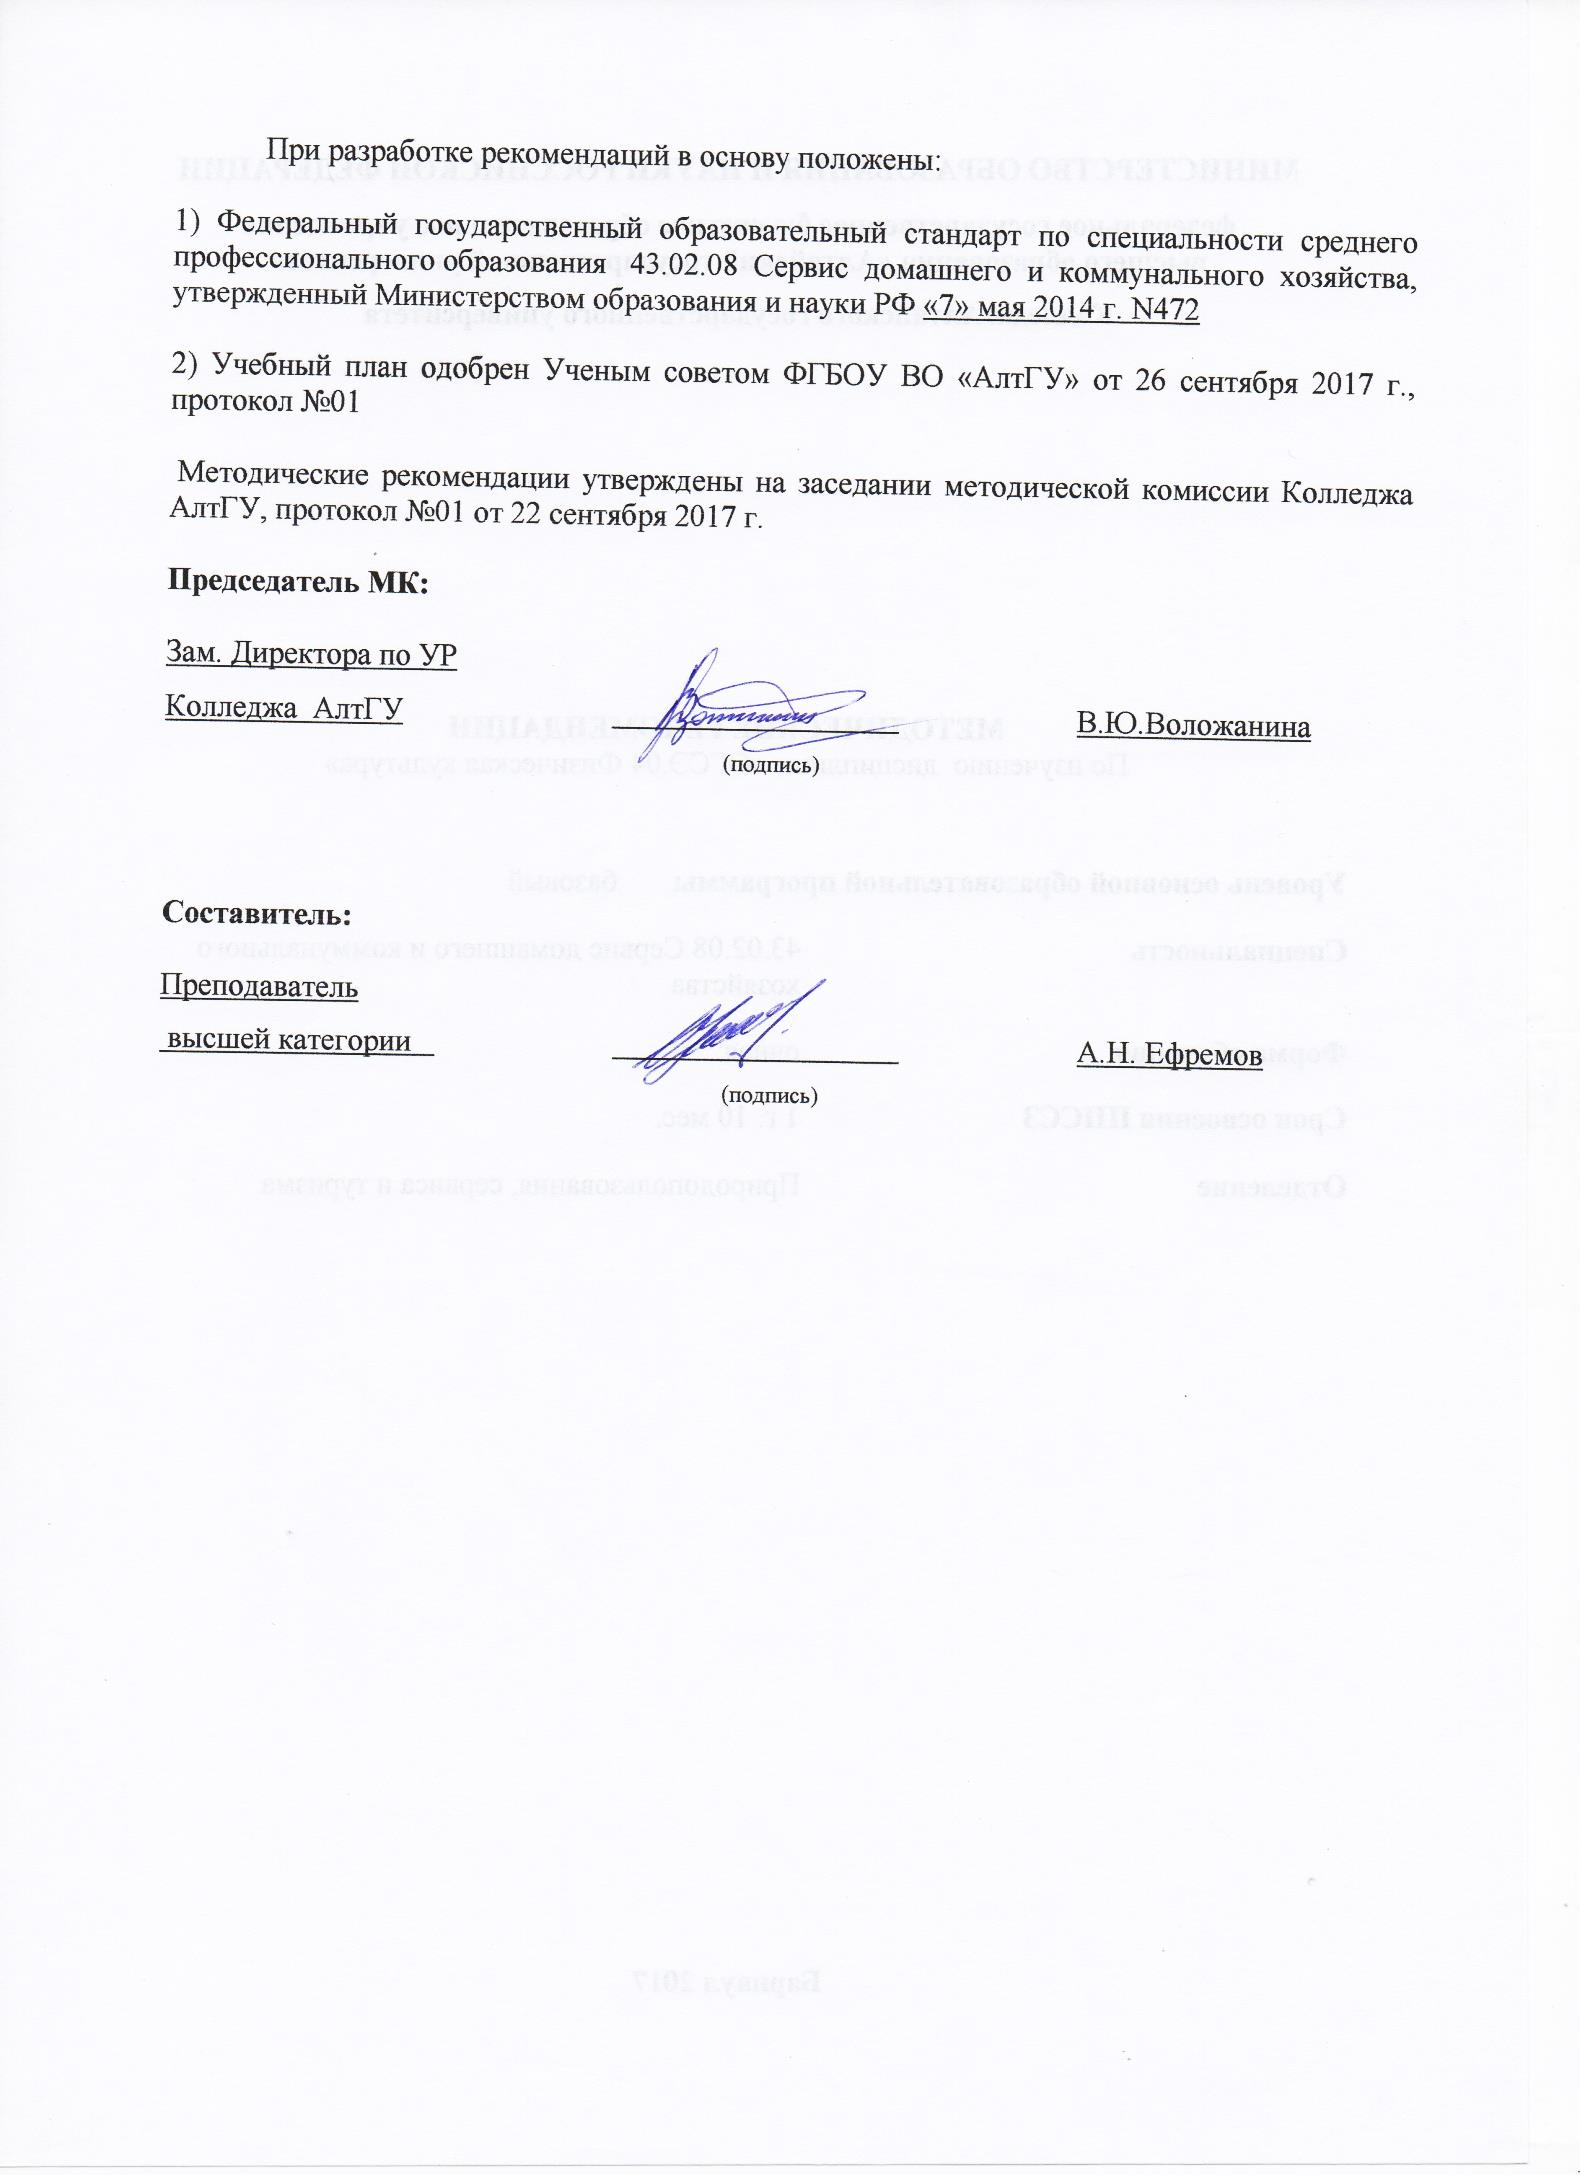 При разработке рекомендаций в основу положены:
1) Федеральный государственный образовательный стандарт по специальности среднего
профессионального образования 43.02.08 Сервис домашнего и коммунального хозяйства,
утвержденный Министерством образования и науки РФ «7» мая 2014 г. N472
2) Учебный план одобрен Ученым советом ФГБОУ ВО «АлтГУ» от 26 сентября 2017 г.,
протокол №01
Методические рекомендации утверждены на заседании методической комиссии Колледжа
АлтГУ, протокол №01 от 22 сентября 2017 г.
Председатель МК:
Зам. Директора по УР
Колледжа АлтГУ
В.Ю.Воложанина
(подпись)
Составитель:
Преподаватель
высшей категории
А.Н. Ефремов
(подпись)